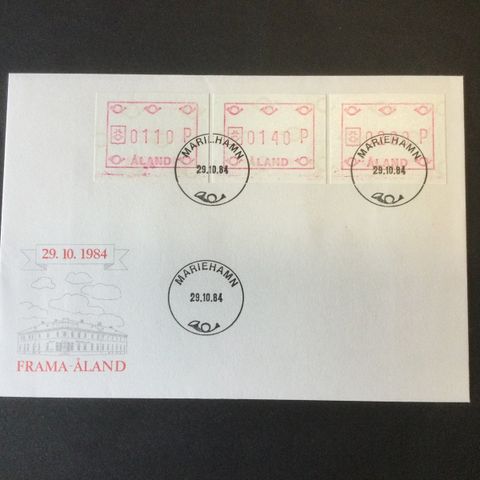 0110 P
ÅLAND
0140 P
ÅLAND
P
ÅLAND
MARIEHAMN
29.10.84
MARIEHAMN
29.10.84
MARIEHAMN
29.10.84
29. 10. 1984
FRAMA-ÅLAND